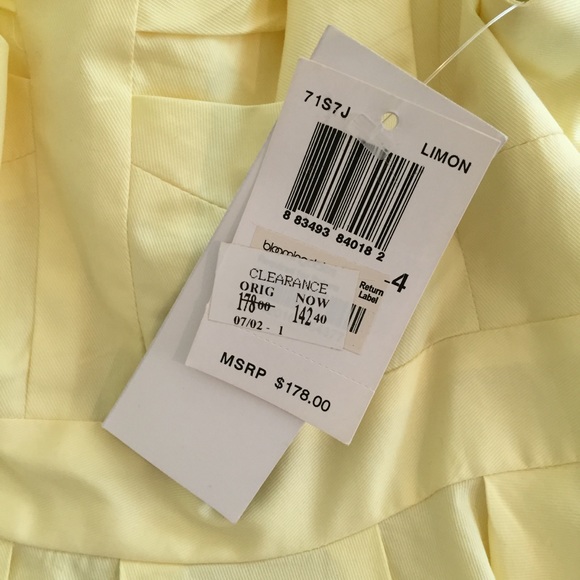 71S7J
LIMON
8 83493 84018 2
-4
Return
Label
CLEARANCE
ORIG NOW
178 00 142 40
07/02 - 1
MSRP $178.00